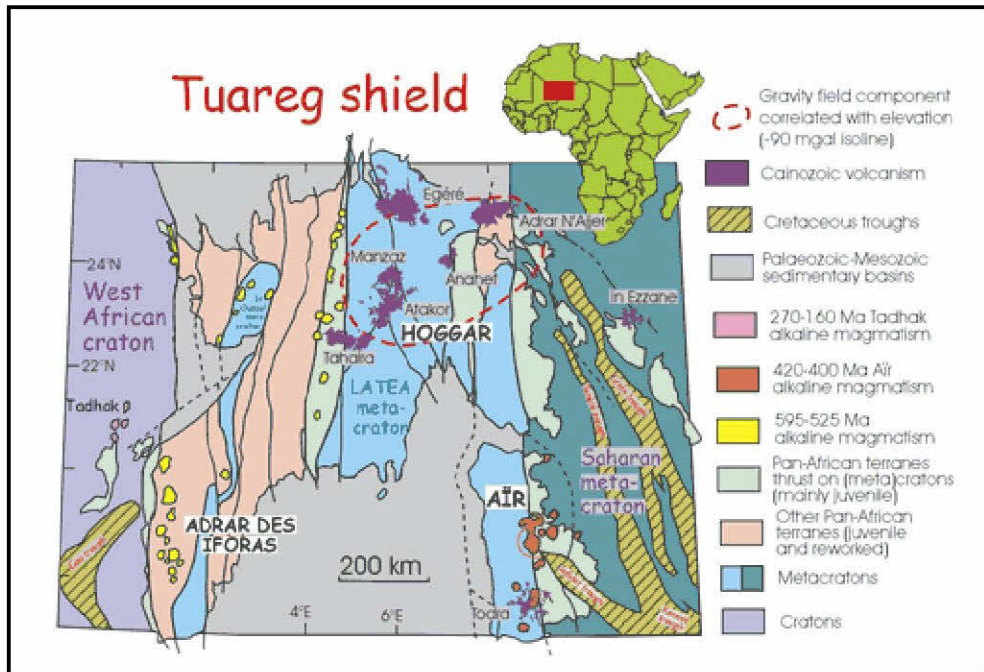 Tuareg shield
Gravity field component
correlated with elevation
(-90 mgal isoline)
Cainozoic volcanism
Cretaceous troughs
Palaeozoic-Mesozoic
sedimentary basins
270-160 Ma Tadhak
alkaline magmatism
420-400 Ma Aïr
alkaline magmatism
595-525 Ma
alkaline magmatism
Pan-African terranes
thrust on (meta)cratons
(mainly juvenile)
Other Pan-African
terranes (juvenile
and reworked)
Metacratons
Cratons
Egéré
Adrar N'Ajjer
24°N
Manzaz
Anahef
West
African
craton
In Ezzane
Atakor
HOGGAR
Tahalra
22°N
LATEA
meta-
craton
Tadhak
Saharan
meta-
craton
AÏR
ADRAR DES
IFORAS
200 km
4°E
6°E
Todra